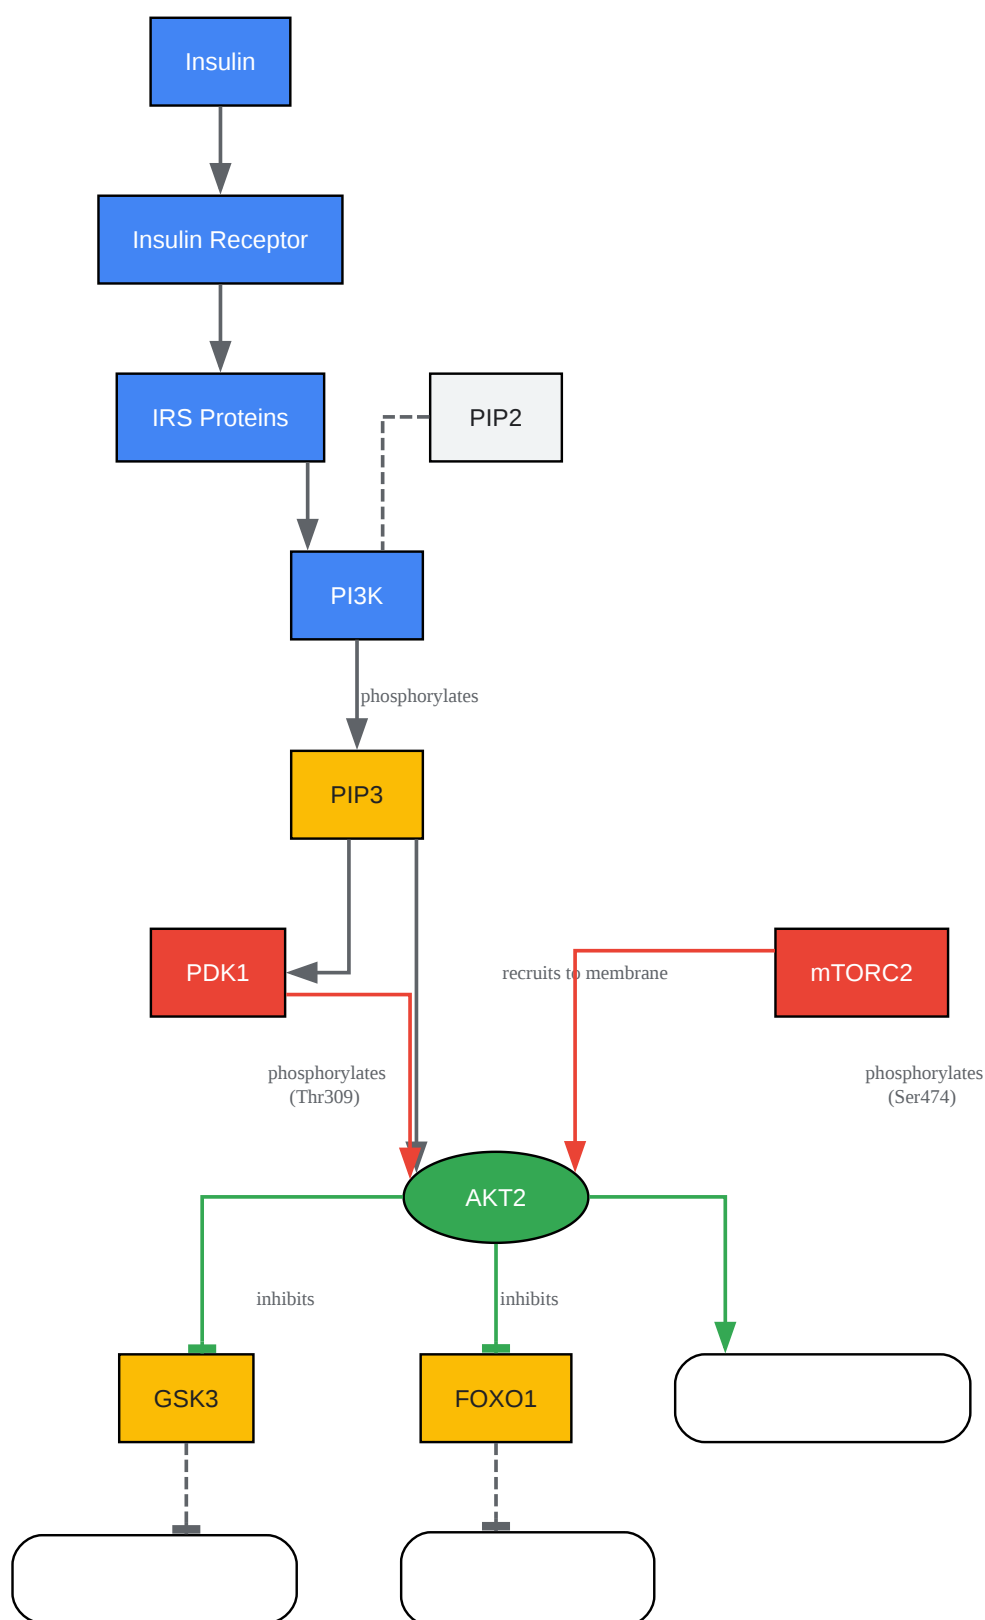 Insulin
Insulin Receptor
IRS Proteins
PIP2
PI3K
phosphorylates
PIP3
PDK1
recruits to membrane
mTORC2
phosphorylates
(Thr309)
phosphorylates
(Ser474)
AKT2
inhibits
inhibits
GSK3
FOXO1